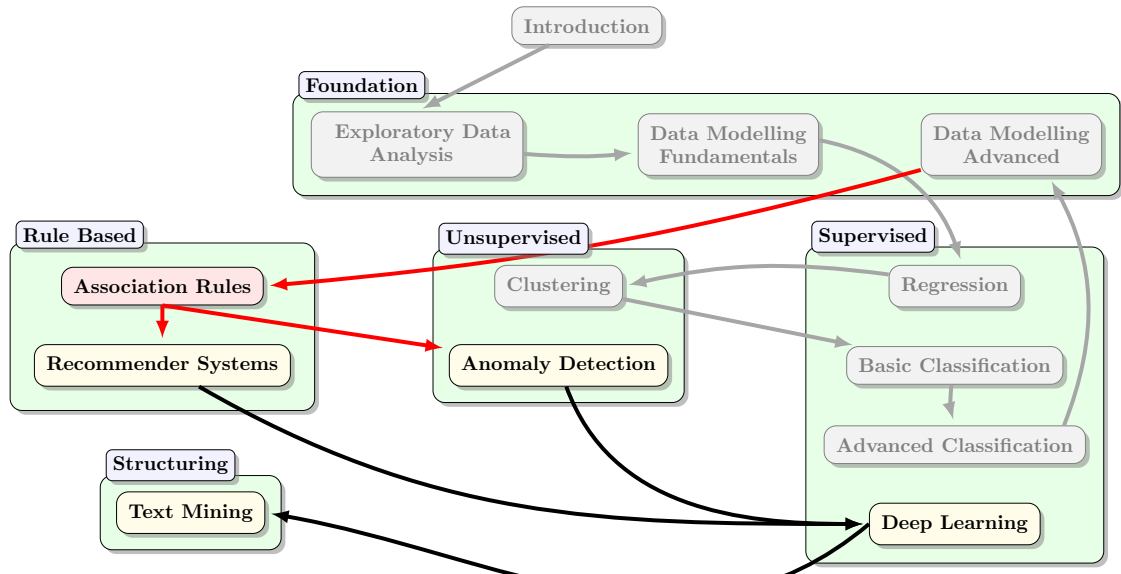 Introduction
Foundation
Exploratory Data
Analysis
Data Modelling
Fundamentals
Data Modelling
Advanced
Rule Based
Association Rules
Recommender Systems
Unsupervised
Clustering
Anomaly Detection
Supervised
Regression
Basic Classification
Advanced Classification
Deep Learning
Structuring
Text Mining